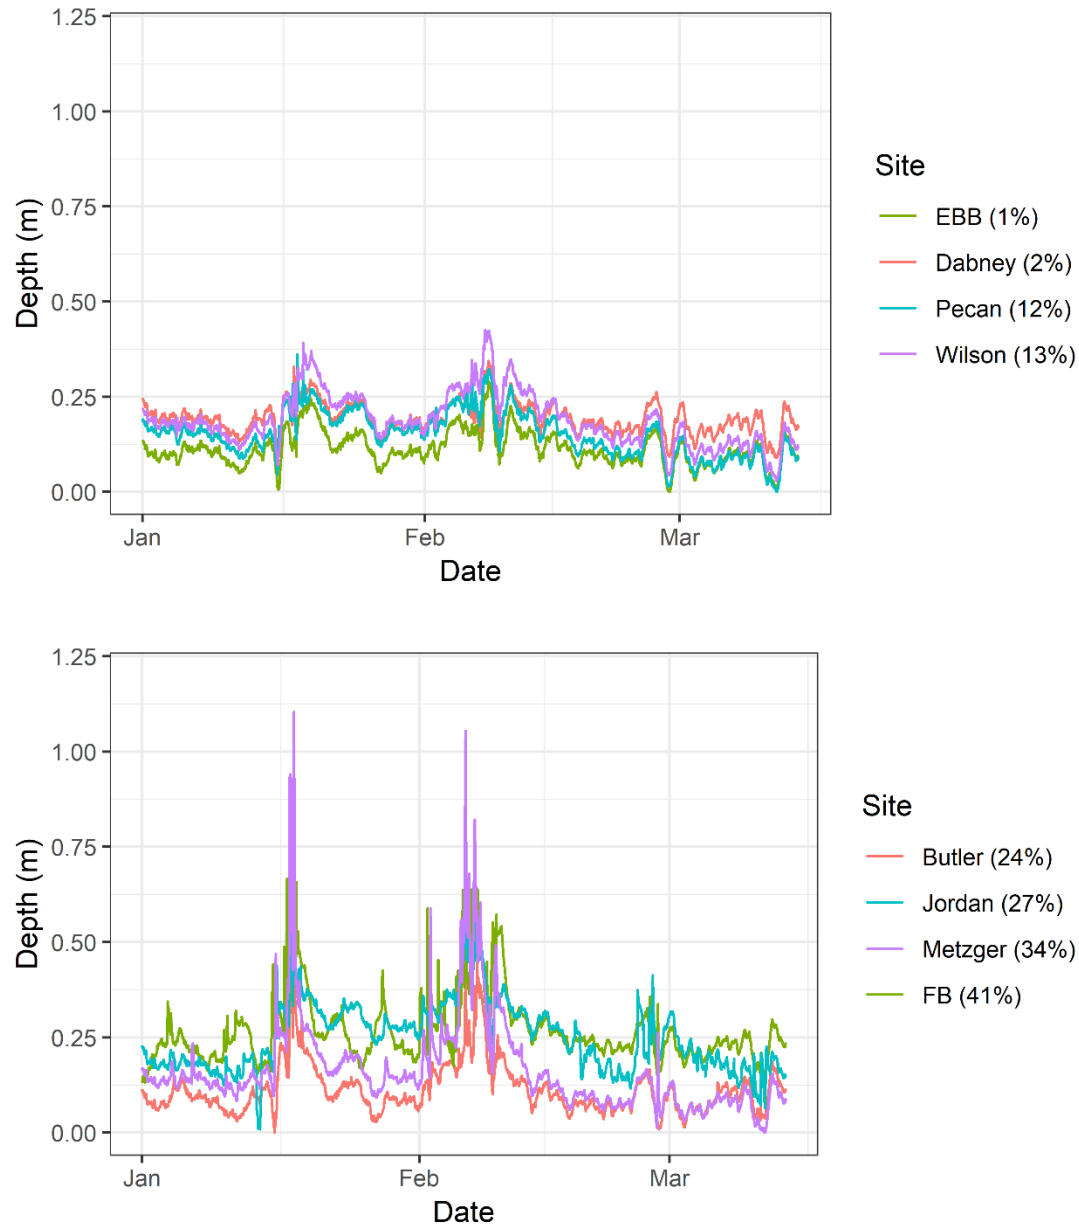 1.25
1.00
0.75
0.50
0.25
0.00
Depth (m)
Jan Feb Mar
Date
Site
EBB (1%)
Dabney (2%)
Pecan (12%)
Wilson (13%)
1.25
1.00
0.75
0.50
0.25
0.00
Depth (m)
Jan Feb Mar
Date
Site
Butler (24%)
Jordan (27%)
Metzger (34%)
FB (41%)